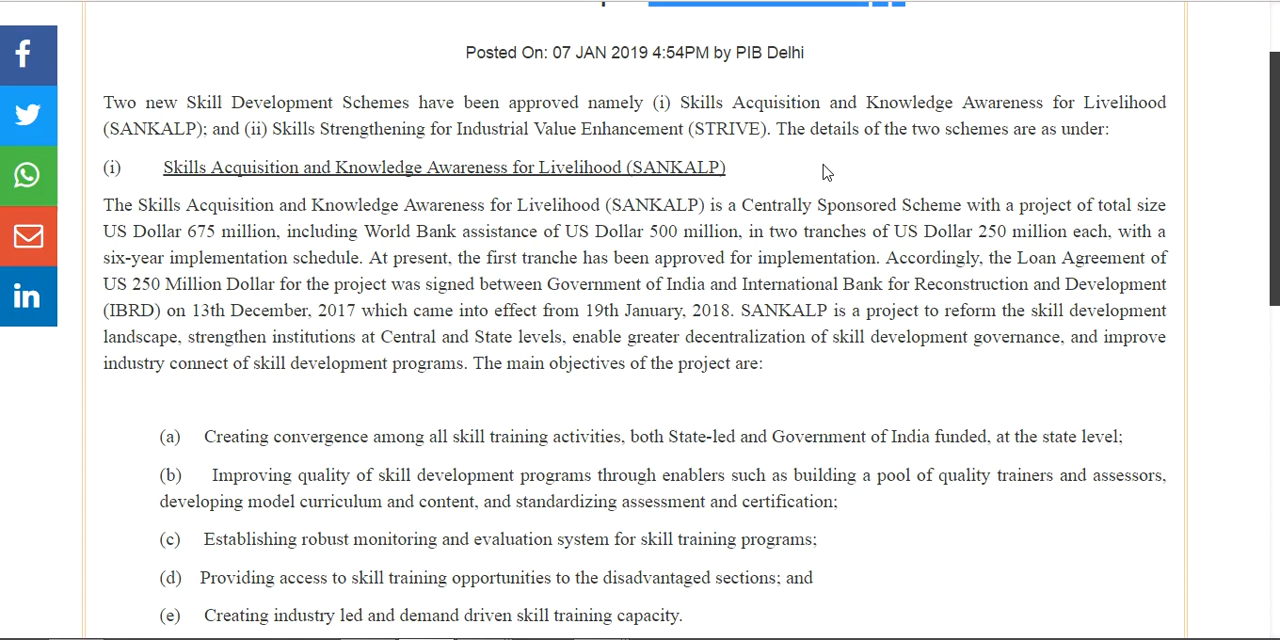 Posted On: 07 JAN 2019 4:54PM by PIB Delhi
Two new Skill Development Schemes have been approved namely (i) Skills Acquisition and Knowledge Awareness for Livelihood
(SANKALP); and (ii) Skills Strengthening for Industrial Value Enhancement (STRIVE). The details of the two schemes are as under:
(i) Skills Acquisition and Knowledge Awareness for Livelihood (SANKALP)
The Skills Acquisition and Knowledge Awareness for Livelihood (SANKALP) is a Centrally Sponsored Scheme with a project of total size
US Dollar 675 million, including World Bank assistance of US Dollar 500 million, in two tranches of US Dollar 250 million each, with a
six-year implementation schedule. At present, the first tranche has been approved for implementation. Accordingly, the Loan Agreement of
US 250 Million Dollar for the project was signed between Government of India and International Bank for Reconstruction and Development
(IBRD) on 13th December, 2017 which came into effect from 19th January, 2018. SANKALP is a project to reform the skill development
landscape, strengthen institutions at Central and State levels, enable greater decentralization of skill development governance, and improve
industry connect of skill development programs. The main objectives of the project are:
(a) Creating convergence among all skill training activities, both State-led and Government of India funded, at the state level;
(b) Improving quality of skill development programs through enablers such as building a pool of quality trainers and assessors,
developing model curriculum and content, and standardizing assessment and certification;
(c) Establishing robust monitoring and evaluation system for skill training programs;
(d) Providing access to skill training opportunities to the disadvantaged sections; and
(e) Creating industry led and demand driven skill training capacity.